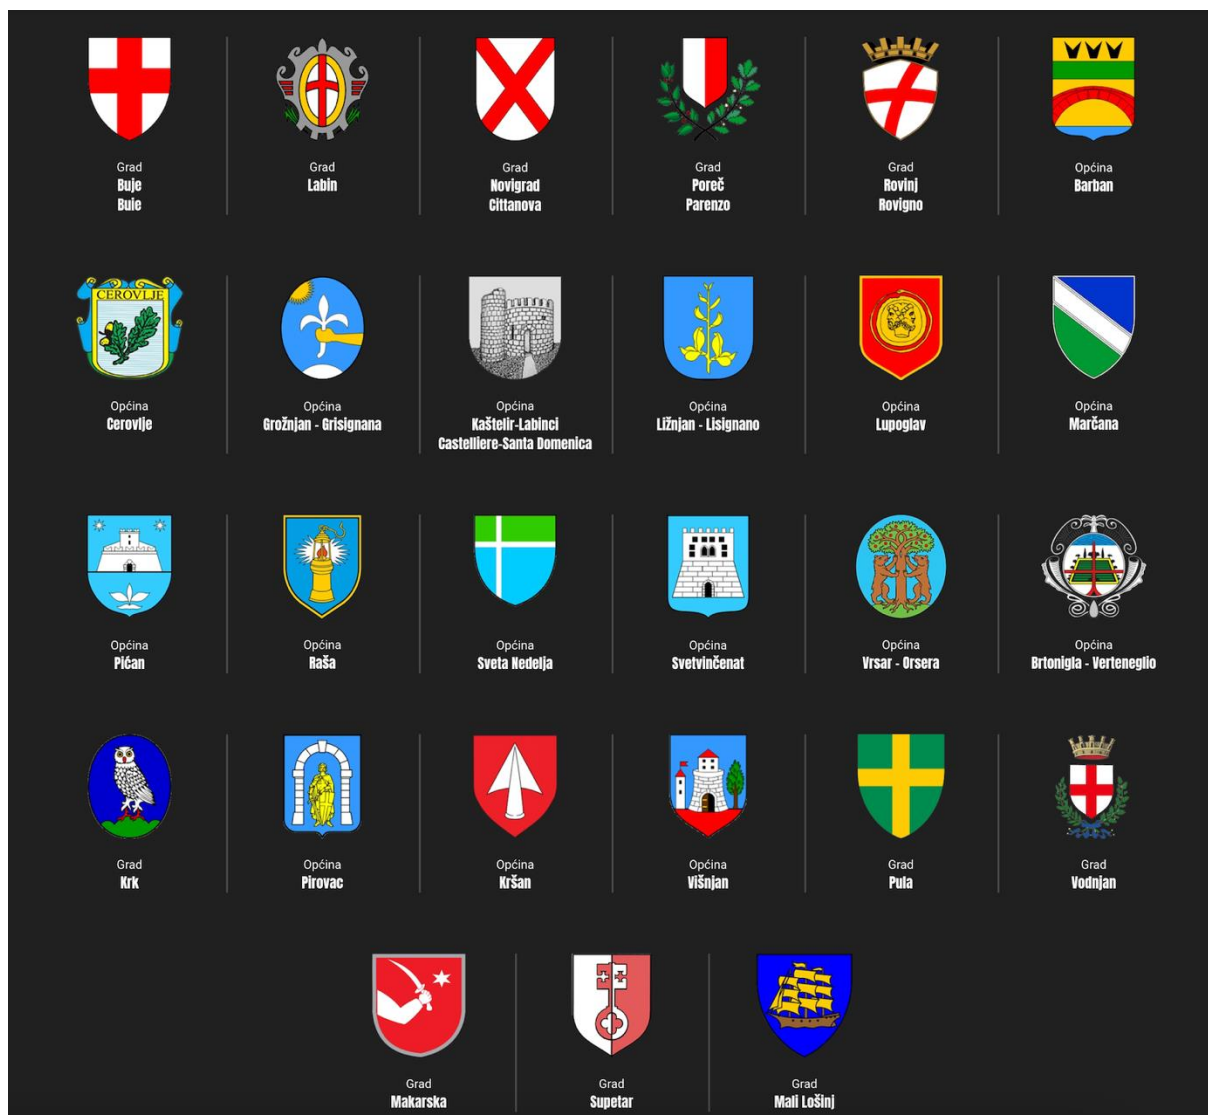 Grad
Buje
Buie
Grad
Labin
Grad
Novigrad
Cittanova
Grad
Poreč
Parenzo
Grad
Rovinj
Rovigno
Općina
Barban
CEROVLJE
Općina
Cerovlje
Općina
Grožnjan - Grisignana
Općina
Kaštelir-Labinci
Castelliere-Santa Domenica
Općina
Ližnjan - Lisignano
Općina
Lupoglav
Općina
Marčana
Općina
Pićan
Općina
Raša
Općina
Sveta Nedelja
Općina
Svetvinčenat
Općina
Vrsar - Orsera
Općina
Brtonigla - Verteneglio
Grad
Krk
Općina
Pirovac
Općina
Kršan
Općina
Višnjan
Grad
Pula
Grad
Vodnjan
Grad
Makarska
Grad
Supetar
Grad
Mali Lošinj